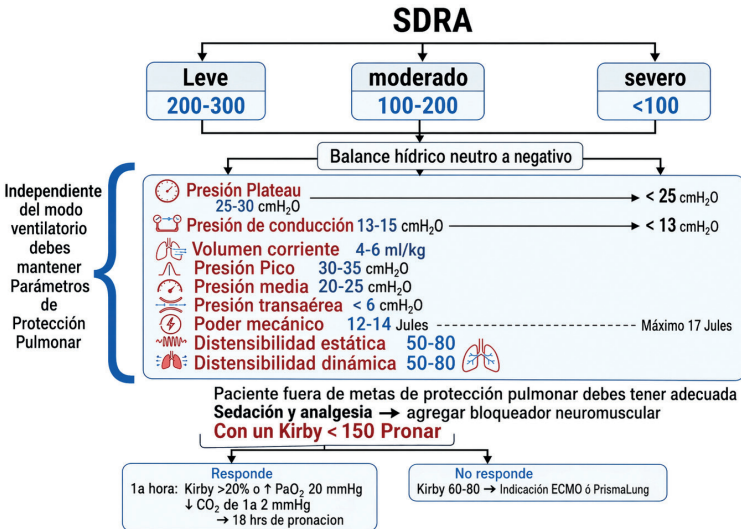 SDRA
Leve
200-300
moderado
100-200
severo
<100
Balance hídrico neutro a negativo
Independiente
del modo
ventilatorio
debes
mantener
Parámetros
de
Protección
Pulmonar
Presión Plateau
25-30 cmH₂O
< 25 cmH₂O
Presión de conducción 13-15 cmH₂O
< 13 cmH₂O
Volumen corriente 4-6 ml/kg
Presión Pico 30-35 cmH₂O
Presión media 20-25 cmH₂O
Presión transaérea < 6 cmH₂O
Poder mecánico 12-14 Jules
Máximo 17 Jules
Distensibilidad estática 50-80
Distensibilidad dinámica 50-80
Paciente fuera de metas de protección pulmonar debes tener adecuada
Sedación y analgesia → agregar bloqueador neuromuscular
Con un Kirby < 150 Pronar
Responde
1a hora: Kirby >20% o ↑ PaO₂ 20 mmHg
↓ CO₂ de 1a 2 mmHg
→ 18 hrs de pronacion
No responde
Kirby 60-80 → Indicación ECMO ó PrismaLung